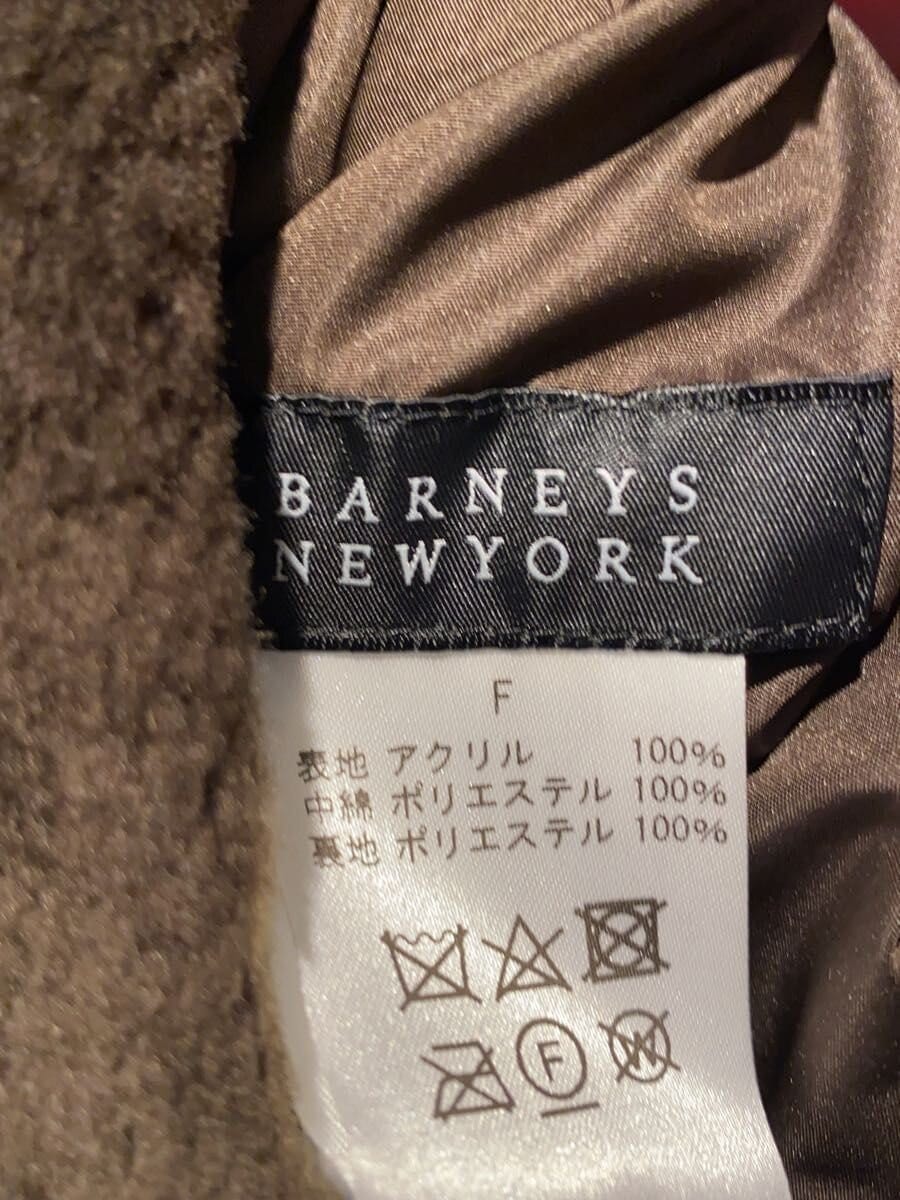 BARNEYS
NEWYORK
F
表地 アクリル 100%
中綿 ポリエステル 100%
裏地 ポリエステル 100%
F
W